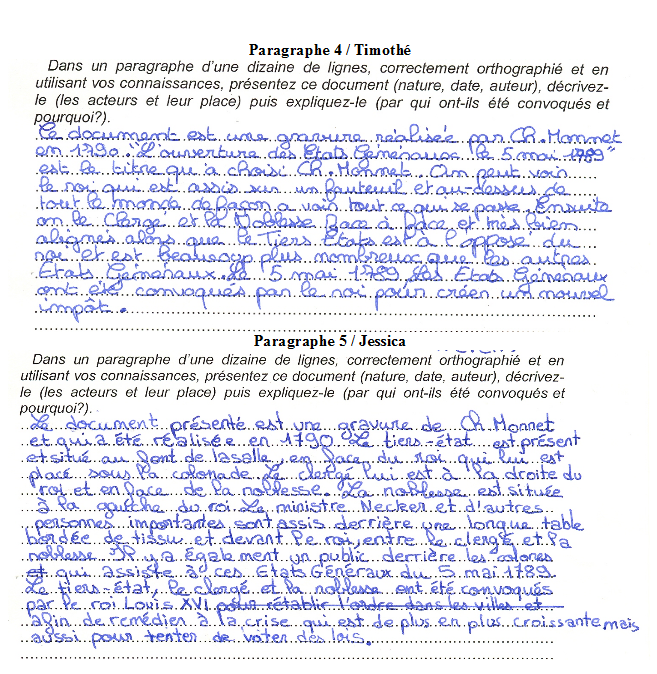 Paragraphe 4 / Timothé
Dans un paragraphe d'une dizaine de lignes, correctement orthographié et en
utilisant vos connaissances, présentez ce document (nature, date, auteur), décrivez-
le (les acteurs et leur place) puis expliquez-le (par qui ont-ils été convoqués et
pourquoi?).
Le document est une gravure réalisée par Ch. Monnet
en 1790. "L'ouverture des Etats Généraux le 5 mai 1789"
est le titre qu'a choisi Ch. Monnet. On peut voir
le roi qui est assis sur un fauteuil et au-dessus de
tout le monde de façon a voir tout ce qui se passe. Ensuite
on le Clergé et la Noblesse face à face et très bien
alignés alors que le Tiers Etats est à l'opposé du
roi et est beaucoup plus nombreux que les autres
Etats Généraux. Le 5 mai 1789 Les Etats Généraux
ont été convoqués par le roi pour créer un nouvel
impôt.
Paragraphe 5 / Jessica
Dans un paragraphe d'une dizaine de lignes, correctement orthographié et en
utilisant vos connaissances, présentez ce document (nature, date, auteur), décrivez-
le (les acteurs et leur place) puis expliquez-le (par qui ont-ils été convoqués et
pourquoi?).
Le document présenté est une gravure de Ch. Monnet
et qui a été réalisée en 1790. Le tiers-état est présent
et situé au font de la salle, en face du roi qui lui est
placé sous la colonade. Le clergé lui est à la droite du
roi et en face de la noblesse. La noblesse est située
à la gauche du roi. Le ministre Necker et d'autres
personnes importantes sont assis derrière une longue table
bordée de tissu et devant le roi, entre le clergé et la
noblesse. Il y a également un public derrière les colones
et qui assiste à ces Etats Généraux du 5 mai 1789.
Le tiers-état, le clergé et la noblesse ont été convoqués
par le roi Louis XVI pour rétablir l'ordre dans les villes et
afin de remédier à la crise qui est de plus en plus croissante mais
aussi pour tenter de voter des lois.